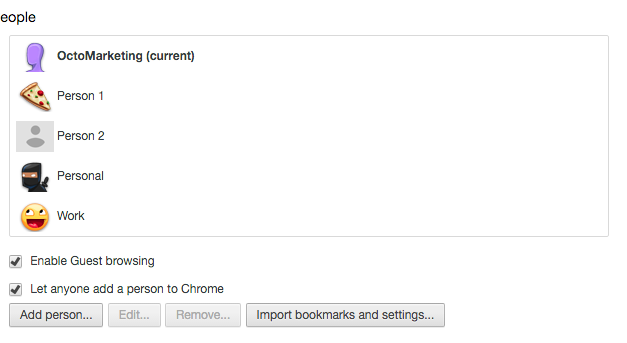 eople
OctoMarketing (current)
Person 1
Person 2
Personal
Work
Enable Guest browsing
Let anyone add a person to Chrome
Add person... Edit... Remove... Import bookmarks and settings...